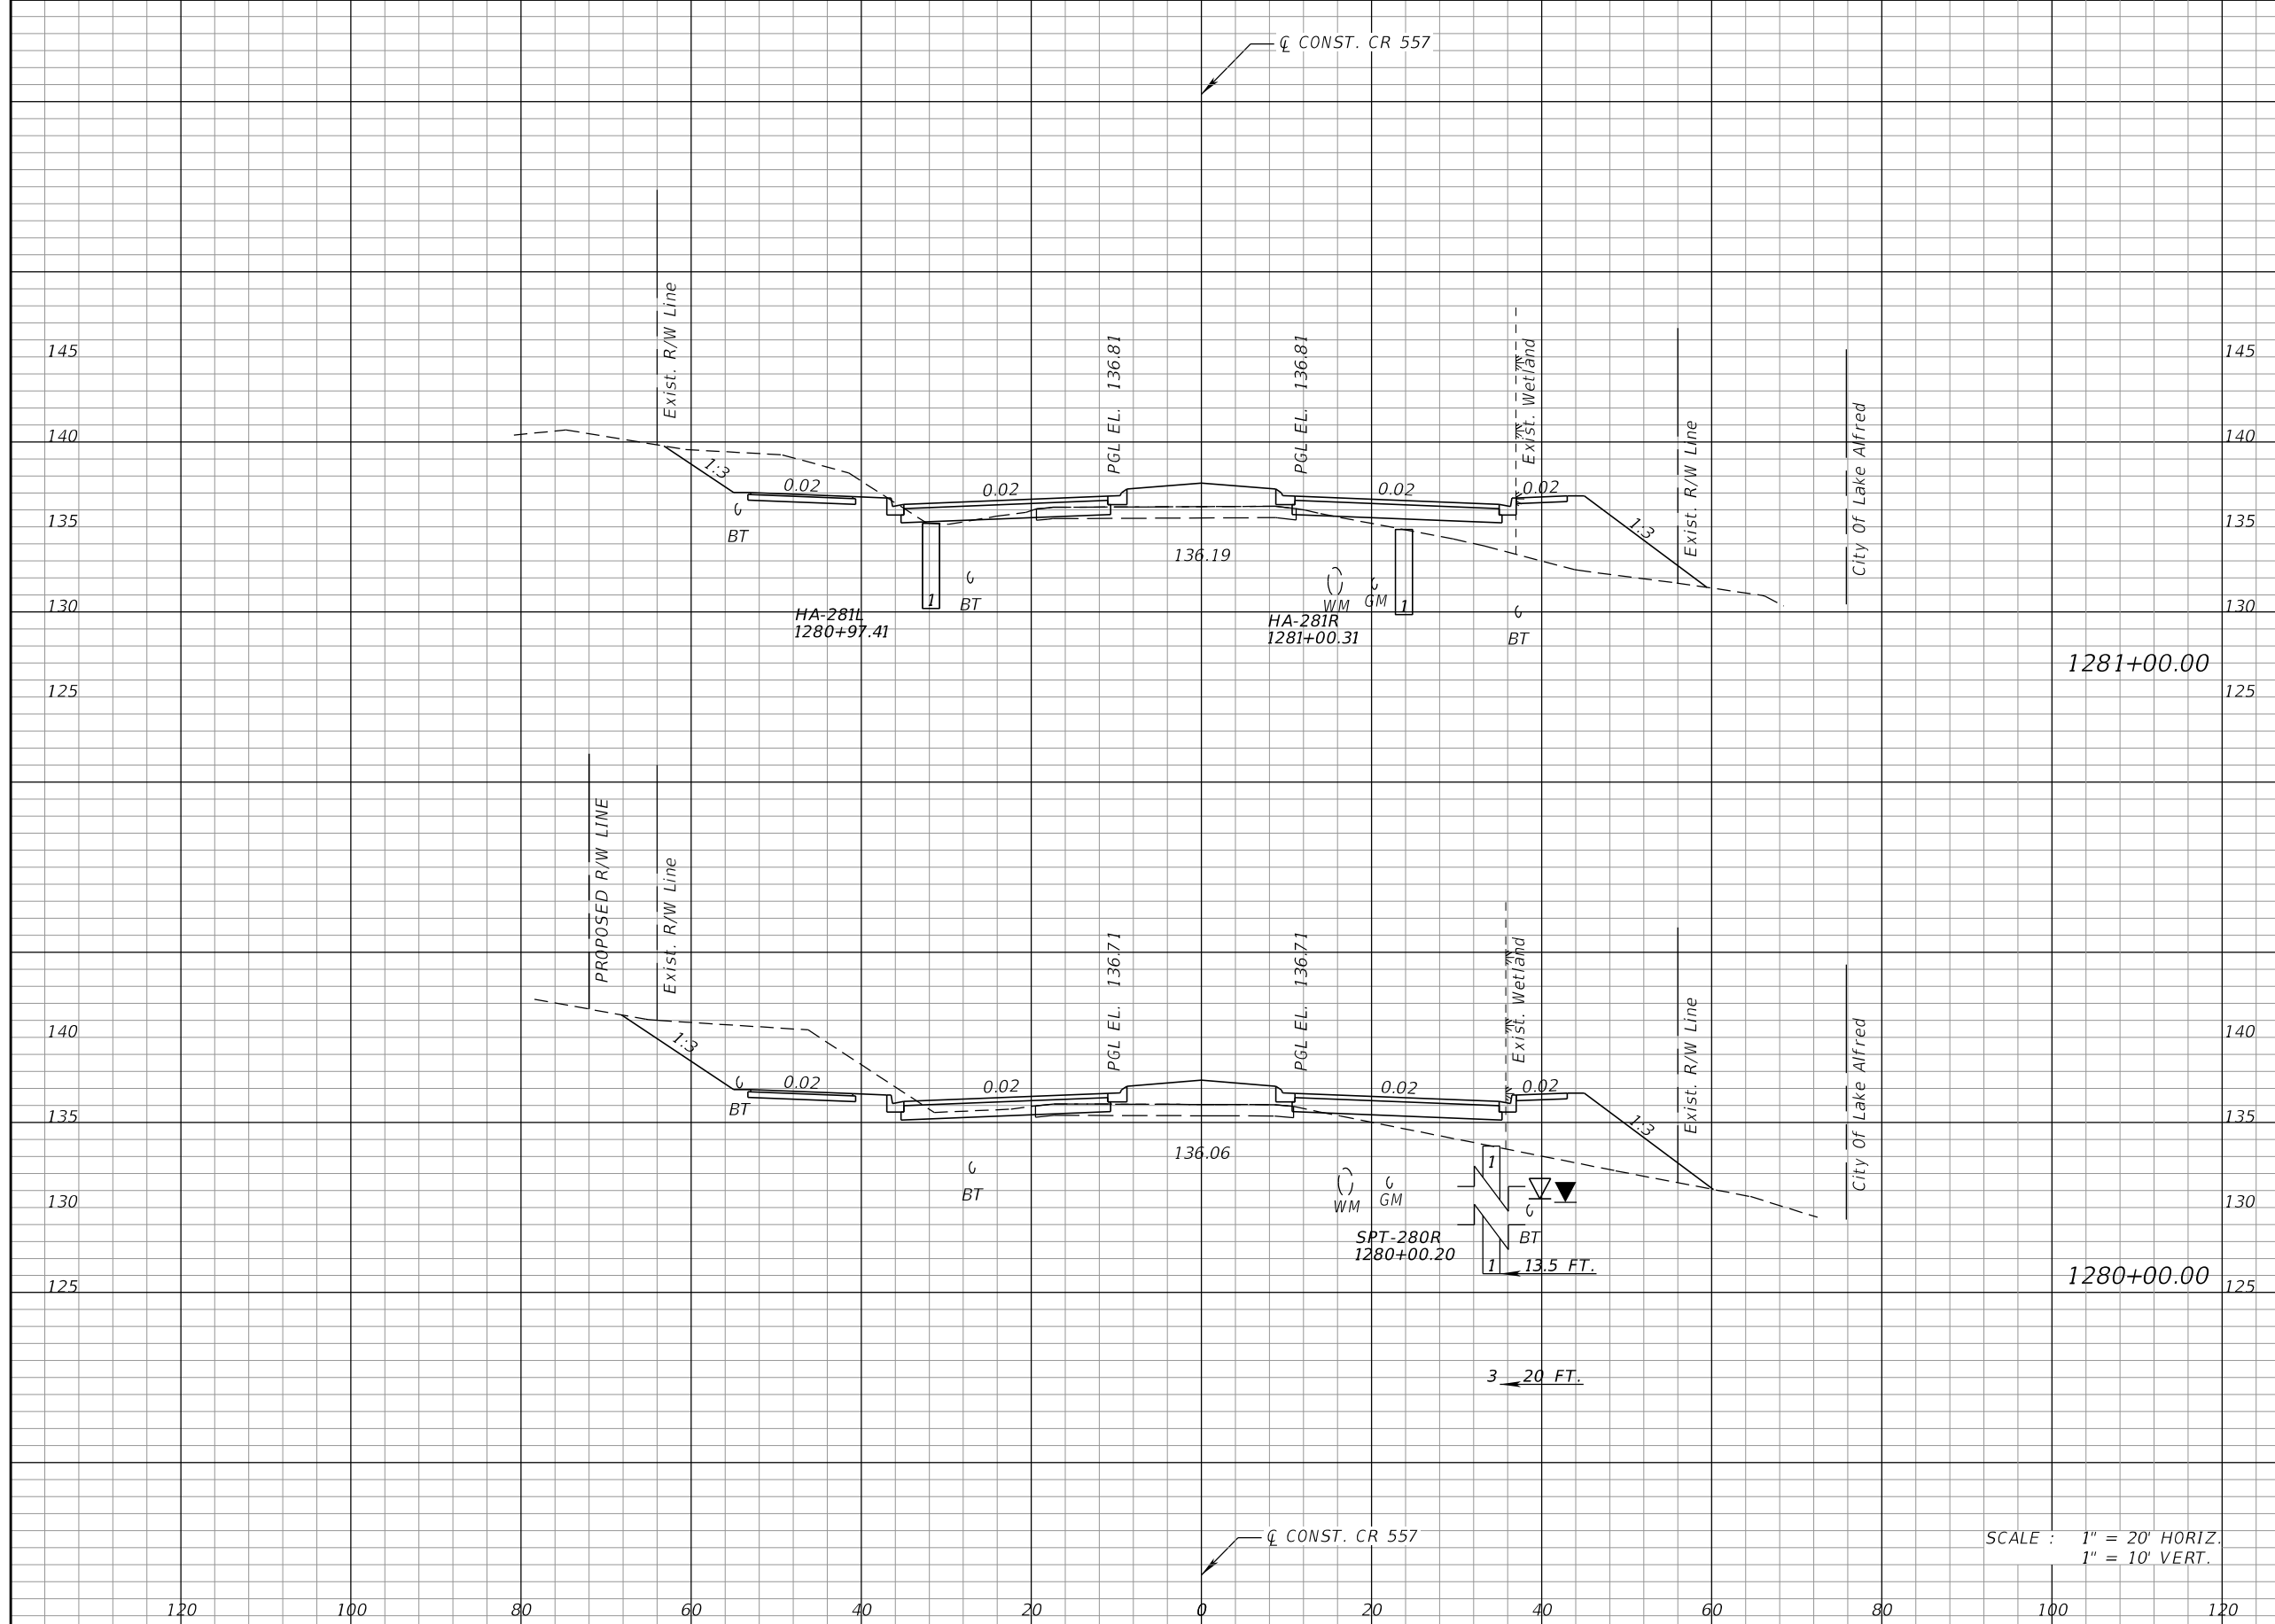 ℄ CONST. CR 557
Exist. R/W Line
PGL EL. 136.81
PGL EL. 136.81
Exist. Wetland
Exist. R/W Line
City Of Lake Alfred
145
145
140
140
1:3
0.02
0.02
0.02
0.02
1:3
135
135
BT
136.19
130
1
BT
WM
GM
1
130
HA-281L
1280+97.41
HA-281R
1281+00.31
BT
1281+00.00
125
125
PROPOSED R/W LINE
Exist. R/W Line
PGL EL. 136.71
PGL EL. 136.71
Exist. Wetland
Exist. R/W Line
City Of Lake Alfred
140
140
1:3
0.02
0.02
0.02
0.02
1:3
135
BT
135
136.06
1
130
BT
WM
GM
130
SPT-280R
1280+00.20
BT
1
13.5 FT.
1280+00.00
125
125
3
20 FT.
℄ CONST. CR 557
SCALE : 1" = 20' HORIZ.
1" = 10' VERT.
120 100 80 60 40 20 0 20 40 60 80 100 120